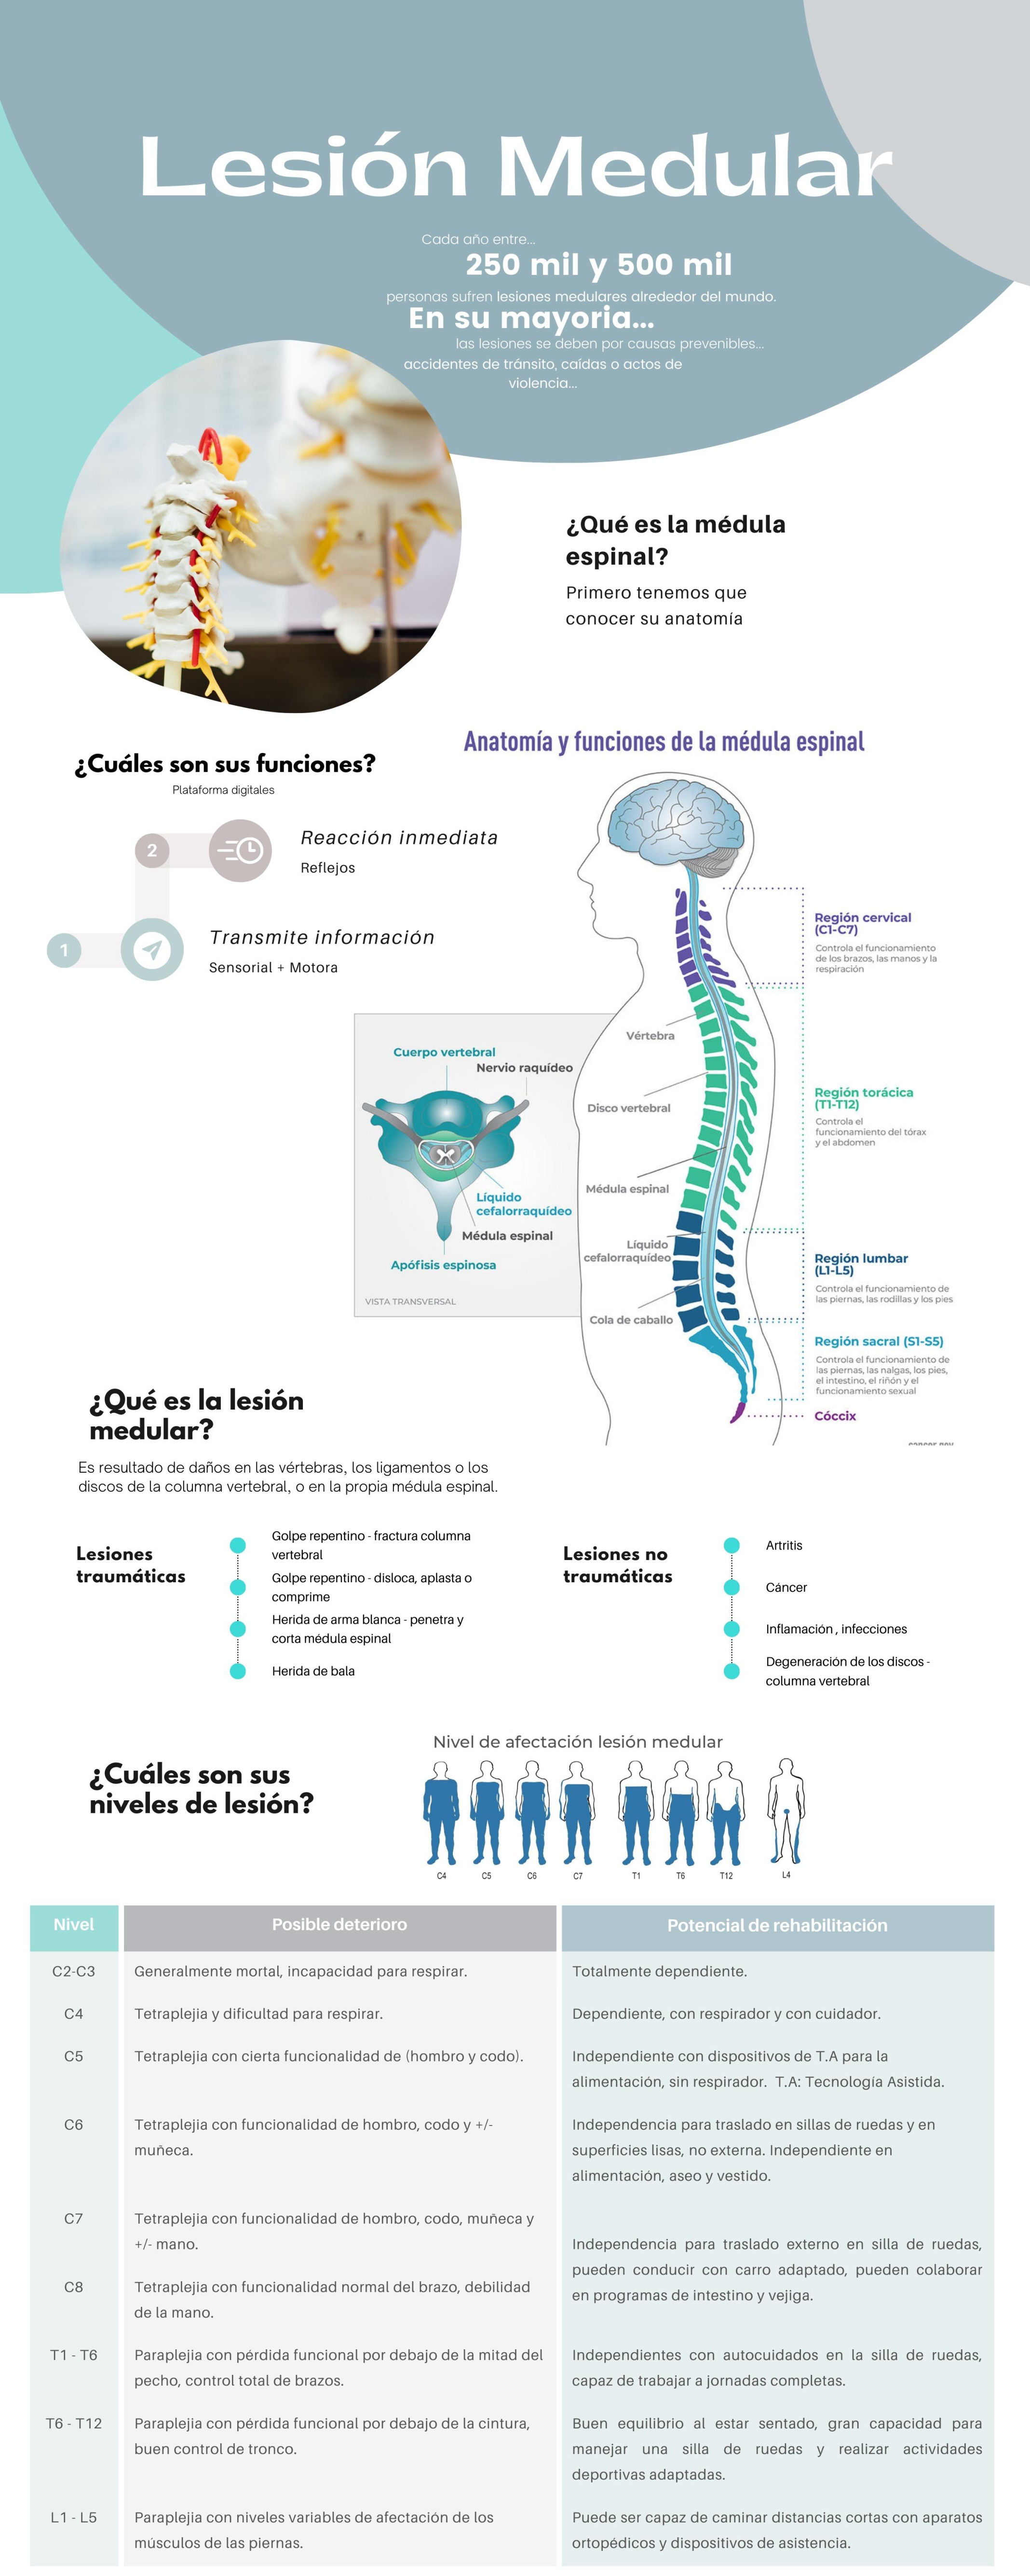 Lesión Medular
Cada año entre...
250 mil y 500 mil
personas sufren lesiones medulares alrededor del mundo.
En su mayoria...
las lesiones se deben por causas prevenibles...
accidentes de tránsito, caídas o actos de
violencia...
¿Qué es la médula
espinal?
Primero tenemos que
conocer su anatomía
¿Cuáles son sus funciones?
Plataforma digitales
2
Reacción inmediata
Reflejos
1
Transmite información
Sensorial + Motora
Anatomía y funciones de la médula espinal
Región cervical
(C1-C7)
Controla el funcionamiento
de los brazos, las manos y la
respiración
Vértebra
Disco vertebral
Médula espinal
Líquido
cefalorraquídeo
Cola de caballo
Región torácica
(T1-T12)
Controla el
funcionamiento del tórax
y el abdomen
Región lumbar
(L1-L5)
Controla el funcionamiento de
las piernas, las rodillas y los pies
Región sacral (S1-S5)
Controla el funcionamiento de
las piernas, las nalgas, los pies,
el intestino, el riñón y el
funcionamiento sexual
Cóccix
Cuerpo vertebral
Nervio raquídeo
Líquido
cefalorraquídeo
Médula espinal
Apófisis espinosa
VISTA TRANSVERSAL
¿Qué es la lesión
medular?
Es resultado de daños en las vértebras, los ligamentos o los
discos de la columna vertebral, o en la propia médula espinal.
Lesiones
traumáticas
Golpe repentino - fractura columna
vertebral
Golpe repentino - disloca, aplasta o
comprime
Herida de arma blanca - penetra y
corta médula espinal
Herida de bala
Lesiones no
traumáticas
Artritis
Cáncer
Inflamación , infecciones
Degeneración de los discos -
columna vertebral
¿Cuáles son sus
niveles de lesión?
Nivel de afectación lesión medular
C4 C5 C6 C7 T1 T6 T12 L4
Nivel Posible deterioro Potencial de rehabilitación
C2-C3 Generalmente mortal, incapacidad para respirar. Totalmente dependiente.
C4 Tetraplejia y dificultad para respirar. Dependiente, con respirador y con cuidador.
C5 Tetraplejia con cierta funcionalidad de (hombro y codo). Independiente con dispositivos de T.A para la
alimentación, sin respirador. T.A: Tecnología Asistida.
C6 Tetraplejia con funcionalidad de hombro, codo y +/- Independencia para traslado en sillas de ruedas y en
muñeca. superficies lisas, no externa. Independiente en
alimentación, aseo y vestido.
C7 Tetraplejia con funcionalidad de hombro, codo, muñeca y
+/- mano. Independencia para traslado externo en silla de ruedas,
pueden conducir con carro adaptado, pueden colaborar
C8 Tetraplejia con funcionalidad normal del brazo, debilidad en programas de intestino y vejiga.
de la mano.
T1 - T6 Paraplejia con pérdida funcional por debajo de la mitad del Independientes con autocuidados en la silla de ruedas,
pecho, control total de brazos. capaz de trabajar a jornadas completas.
T6 - T12 Paraplejia con pérdida funcional por debajo de la cintura, Buen equilibrio al estar sentado, gran capacidad para
buen control de tronco. manejar una silla de ruedas y realizar actividades
deportivas adaptadas.
L1 - L5 Paraplejia con niveles variables de afectación de los Puede ser capaz de caminar distancias cortas con aparatos
músculos de las piernas. ortopédicos y dispositivos de asistencia.